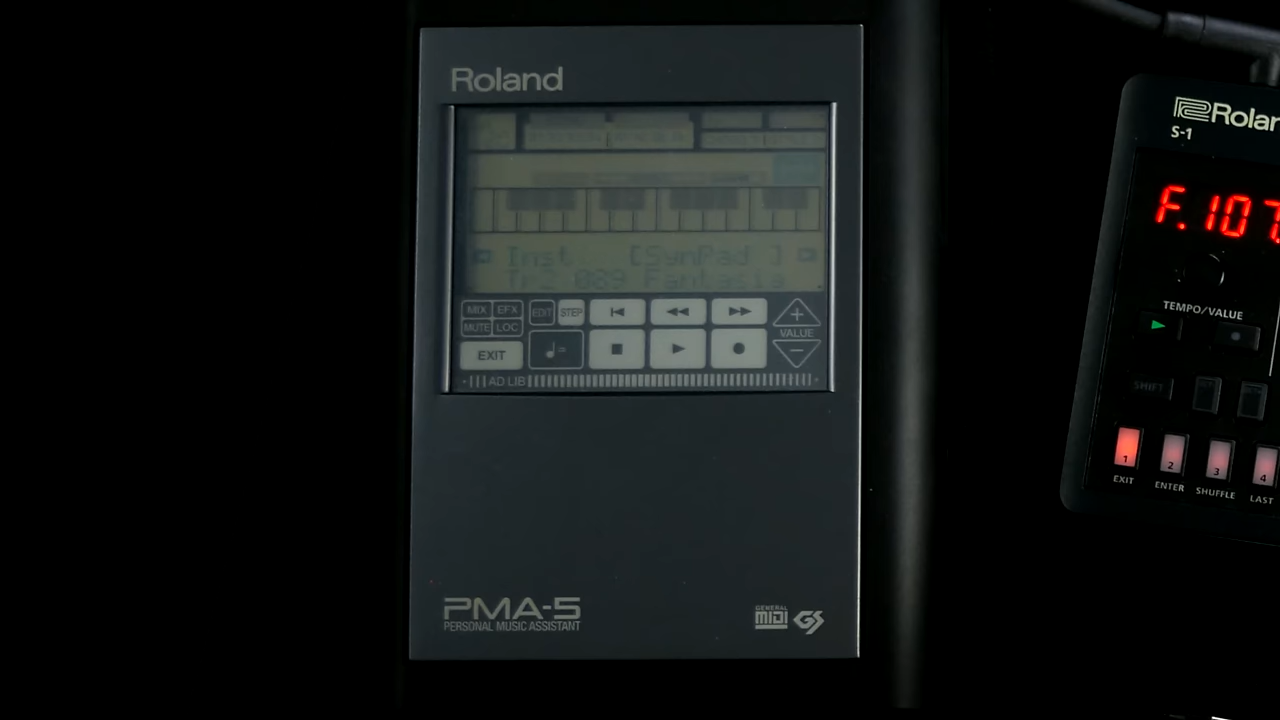 Roland
Inst [SynPad ]
Tr2 089 Fantasia
MIX EFX EDIT STEP
MUTE LOC
EXIT
+
VALUE
−
AD LIB
PMA-5
PERSONAL MUSIC ASSISTANT
GENERAL
MIDI GS
Rolan
S-1
F.107
TEMPO/VALUE
SHIFT
1 2 3 4
EXIT ENTER SHUFFLE LAST